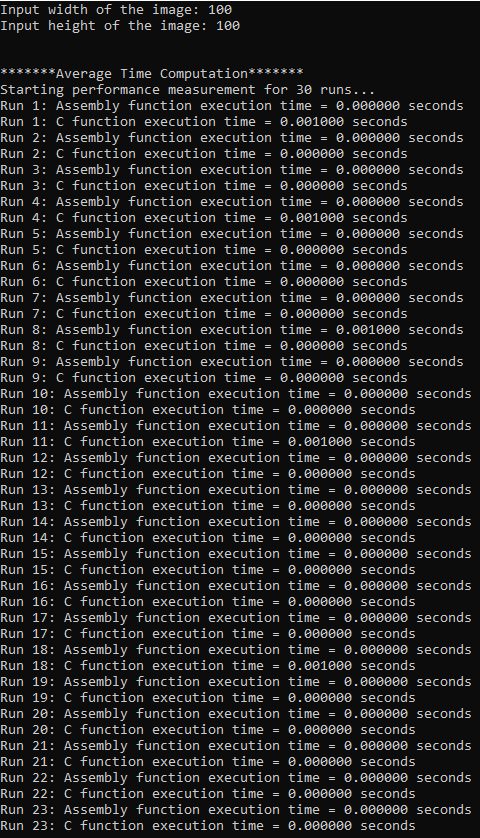 Input width of the image: 100
Input height of the image: 100
*******Average Time Computation*******
Starting performance measurement for 30 runs...
Run 1: Assembly function execution time = 0.000000 seconds
Run 1: C function execution time = 0.001000 seconds
Run 2: Assembly function execution time = 0.000000 seconds
Run 2: C function execution time = 0.000000 seconds
Run 3: Assembly function execution time = 0.000000 seconds
Run 3: C function execution time = 0.000000 seconds
Run 4: Assembly function execution time = 0.000000 seconds
Run 4: C function execution time = 0.001000 seconds
Run 5: Assembly function execution time = 0.000000 seconds
Run 5: C function execution time = 0.000000 seconds
Run 6: Assembly function execution time = 0.000000 seconds
Run 6: C function execution time = 0.000000 seconds
Run 7: Assembly function execution time = 0.000000 seconds
Run 7: C function execution time = 0.000000 seconds
Run 8: Assembly function execution time = 0.001000 seconds
Run 8: C function execution time = 0.000000 seconds
Run 9: Assembly function execution time = 0.000000 seconds
Run 9: C function execution time = 0.000000 seconds
Run 10: Assembly function execution time = 0.000000 seconds
Run 10: C function execution time = 0.000000 seconds
Run 11: Assembly function execution time = 0.000000 seconds
Run 11: C function execution time = 0.001000 seconds
Run 12: Assembly function execution time = 0.000000 seconds
Run 12: C function execution time = 0.000000 seconds
Run 13: Assembly function execution time = 0.000000 seconds
Run 13: C function execution time = 0.000000 seconds
Run 14: Assembly function execution time = 0.000000 seconds
Run 14: C function execution time = 0.000000 seconds
Run 15: Assembly function execution time = 0.000000 seconds
Run 15: C function execution time = 0.000000 seconds
Run 16: Assembly function execution time = 0.000000 seconds
Run 16: C function execution time = 0.000000 seconds
Run 17: Assembly function execution time = 0.000000 seconds
Run 17: C function execution time = 0.000000 seconds
Run 18: Assembly function execution time = 0.000000 seconds
Run 18: C function execution time = 0.001000 seconds
Run 19: Assembly function execution time = 0.000000 seconds
Run 19: C function execution time = 0.000000 seconds
Run 20: Assembly function execution time = 0.000000 seconds
Run 20: C function execution time = 0.000000 seconds
Run 21: Assembly function execution time = 0.000000 seconds
Run 21: C function execution time = 0.000000 seconds
Run 22: Assembly function execution time = 0.000000 seconds
Run 22: C function execution time = 0.000000 seconds
Run 23: Assembly function execution time = 0.000000 seconds
Run 23: C function execution time = 0.000000 seconds